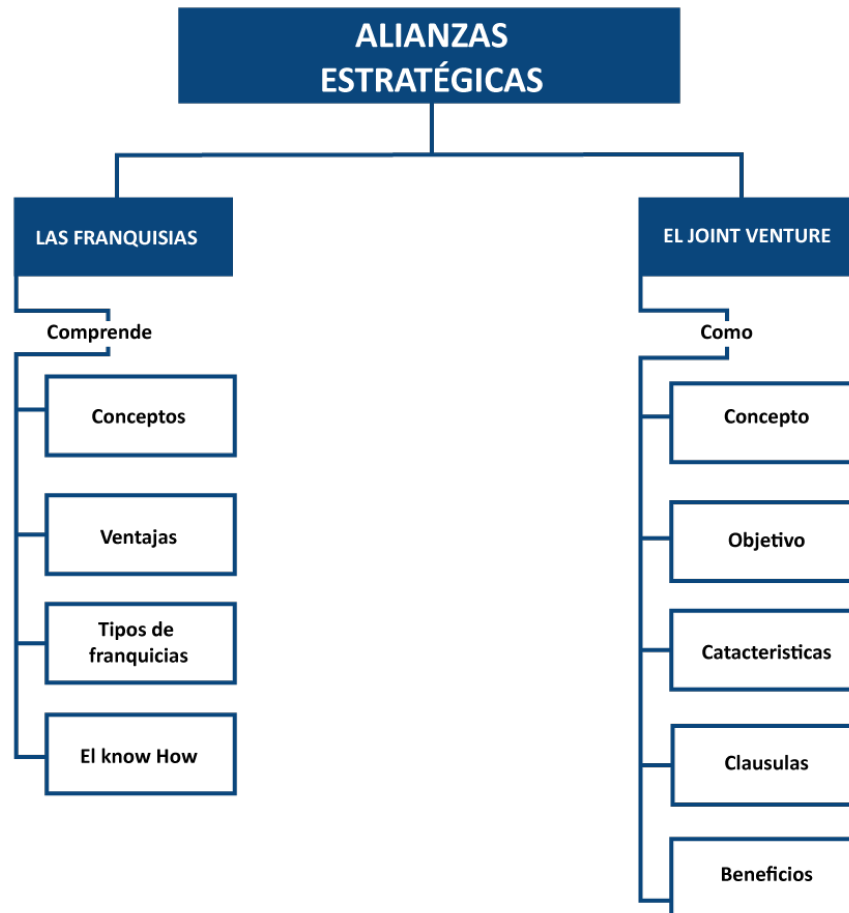 ALIANZAS
ESTRATÉGICAS
LAS FRANQUISIAS
Comprende
Conceptos
Ventajas
Tipos de
franquicias
El know How
EL JOINT VENTURE
Como
Concepto
Objetivo
Catacteristicas
Clausulas
Beneficios